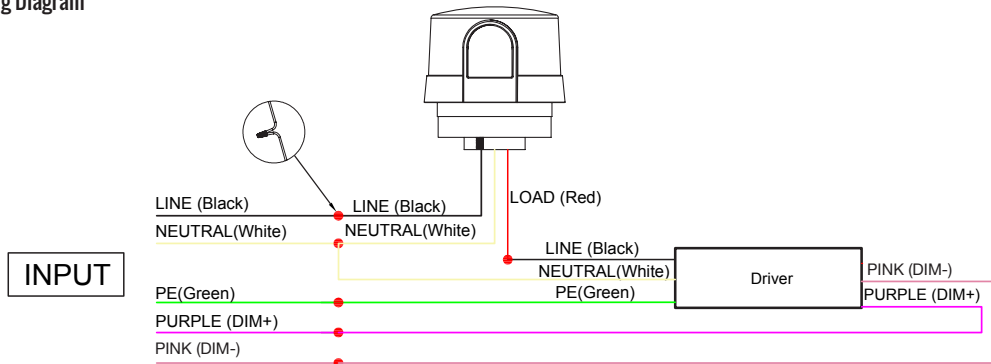 g Diagram
LINE (Black)
LINE (Black)
LOAD (Red)
NEUTRAL(White)
NEUTRAL(White)
LINE (Black)
NEUTRAL(White)
INPUT
Driver
PINK (DIM-)
PE(Green)
PE(Green)
PURPLE (DIM+)
PURPLE (DIM+)
PINK (DIM-)